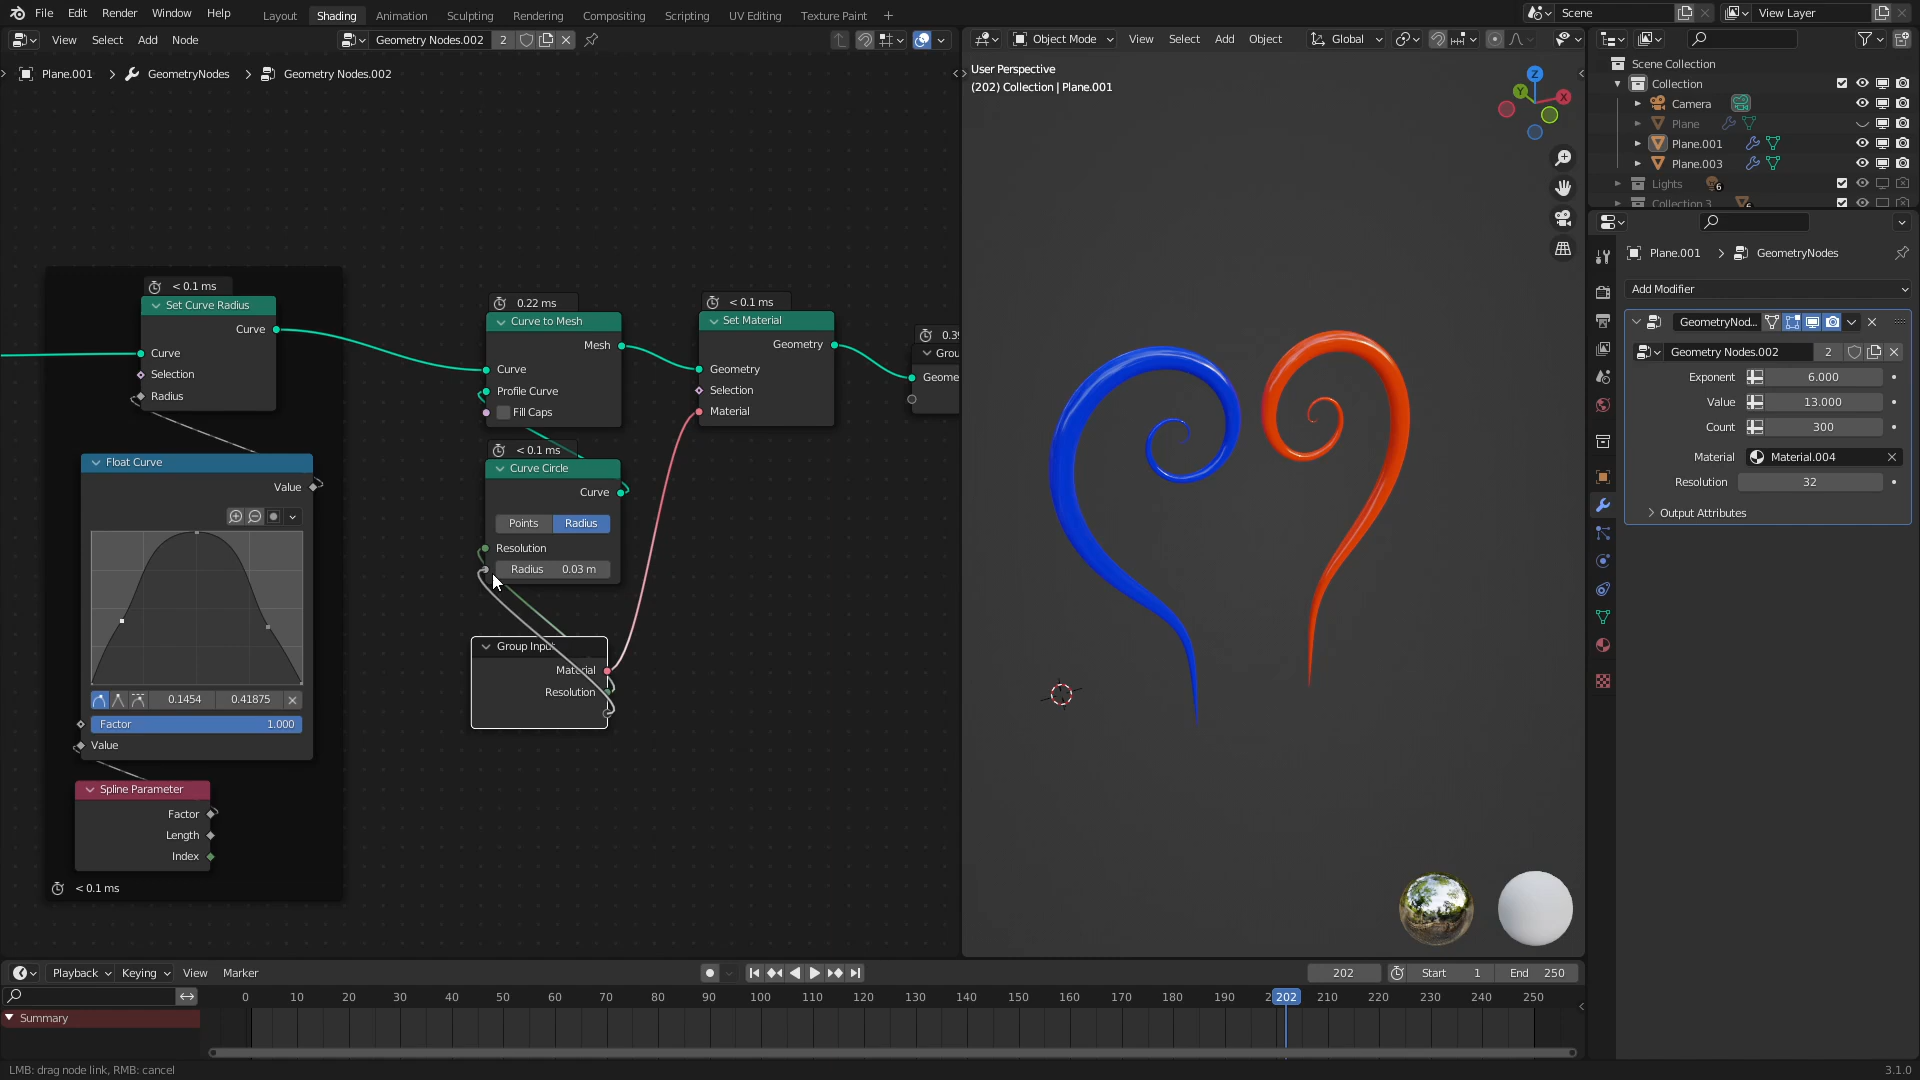 File Edit Render Window Help
Layout Shading Animation Sculpting Rendering Compositing Scripting UV Editing Texture Paint +
Scene
View Layer
View Select Add Node
Geometry Nodes.002 2
Object Mode View Select Add Object Global
Plane.001 > GeometryNodes > Geometry Nodes.002
User Perspective
(202) Collection | Plane.001
Z
Y
X
Scene Collection
Collection
Camera
Plane
Plane.001
Plane.003
Lights 6
Collection 3
Plane.001 > GeometryNodes
Add Modifier
GeometryNod...
Geometry Nodes.002 2
Exponent 6.000
Value 13.000
Count 300
Material Material.004
Resolution 32
Output Attributes
< 0.1 ms
Set Curve Radius
Curve
Curve
Selection
Radius
Float Curve
Value
0.1454 0.41875
Factor 1.000
Value
Spline Parameter
Factor
Length
Index
< 0.1 ms
0.22 ms
Curve to Mesh
Mesh
Curve
Profile Curve
Fill Caps
< 0.1 ms
Curve Circle
Curve
Points Radius
Resolution
Radius 0.03 m
Group Input
Material
Resolution
< 0.1 ms
Set Material
Geometry
Geometry
Selection
Material
0.39
Grou
Geome
Playback Keying View Marker
202 Start 1 End 250
0 10 20 30 40 50 60 70 80 90 100 110 120 130 140 150 160 170 180 190 202 210 220 230 240 250
Summary
LMB: drag node link, RMB: cancel
3.1.0